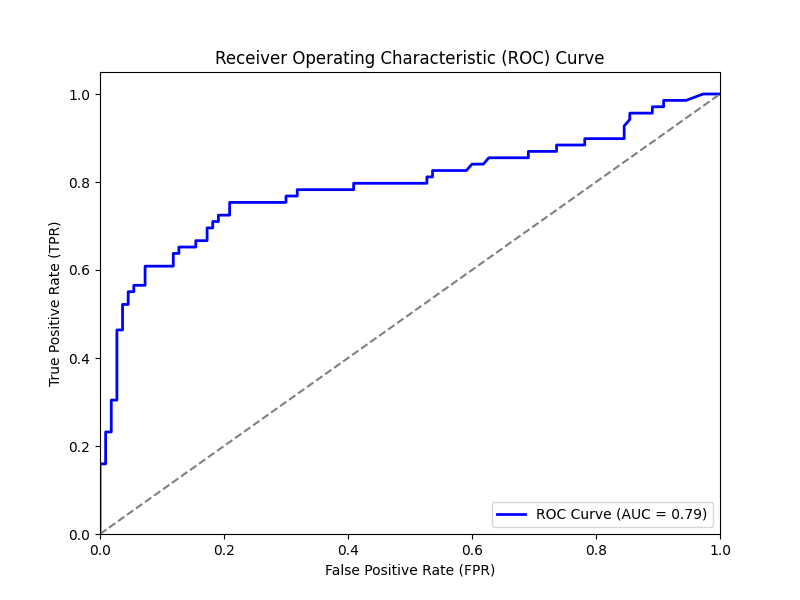 Receiver Operating Characteristic (ROC) Curve
True Positive Rate (TPR)
1.0
0.8
0.6
0.4
0.2
0.0
0.0 0.2 0.4 0.6 0.8 1.0
False Positive Rate (FPR)
ROC Curve (AUC = 0.79)